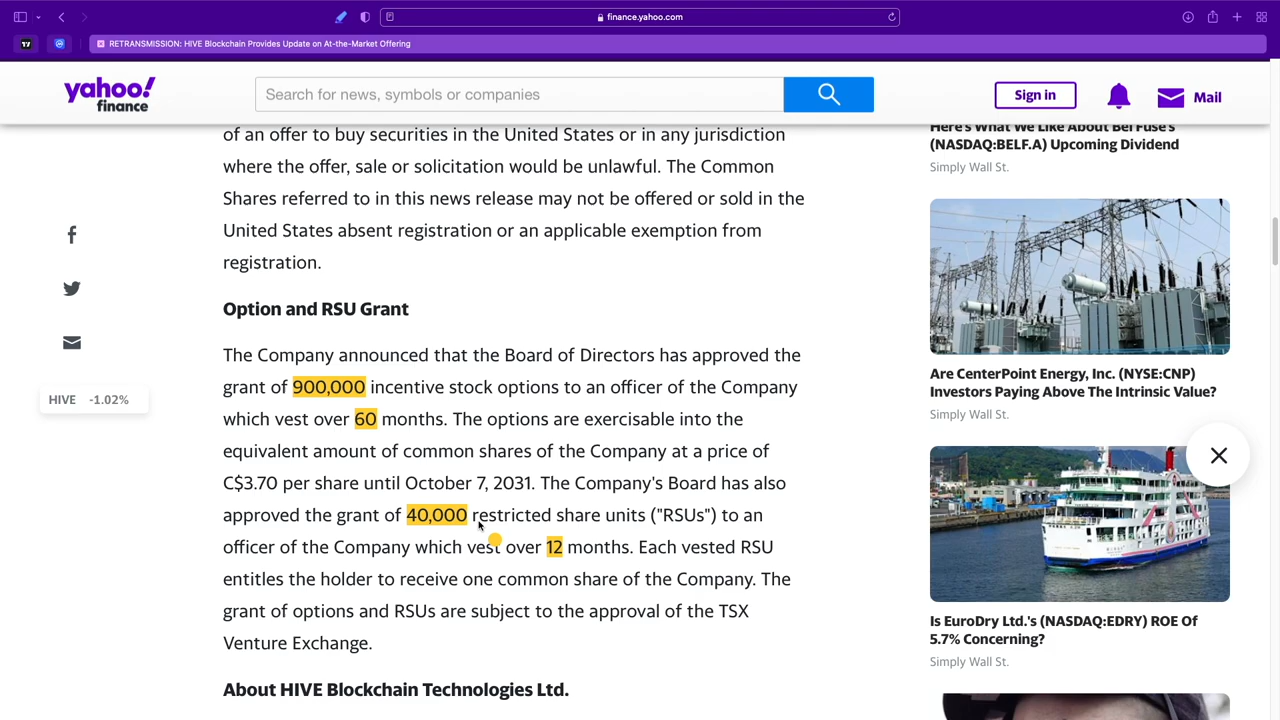 finance.yahoo.com
RETRANSMISSION: HIVE Blockchain Provides Update on At-the-Market Offering
yahoo!
finance
Search for news, symbols or companies
Sign in
Mail
of an offer to buy securities in the United States or in any jurisdiction
where the offer, sale or solicitation would be unlawful. The Common
Shares referred to in this news release may not be offered or sold in the
United States absent registration or an applicable exemption from
registration.
Option and RSU Grant
The Company announced that the Board of Directors has approved the
grant of 900,000 incentive stock options to an officer of the Company
which vest over 60 months. The options are exercisable into the
equivalent amount of common shares of the Company at a price of
C$3.70 per share until October 7, 2031. The Company's Board has also
approved the grant of 40,000 restricted share units ("RSUs") to an
officer of the Company which vest over 12 months. Each vested RSU
entitles the holder to receive one common share of the Company. The
grant of options and RSUs are subject to the approval of the TSX
Venture Exchange.
About HIVE Blockchain Technologies Ltd.
HIVE -1.02%
Here's What We Like About Bel Fuse's
(NASDAQ:BELF.A) Upcoming Dividend
Simply Wall St.
Are CenterPoint Energy, Inc. (NYSE:CNP)
Investors Paying Above The Intrinsic Value?
Simply Wall St.
Is EuroDry Ltd.'s (NASDAQ:EDRY) ROE Of
5.7% Concerning?
Simply Wall St.